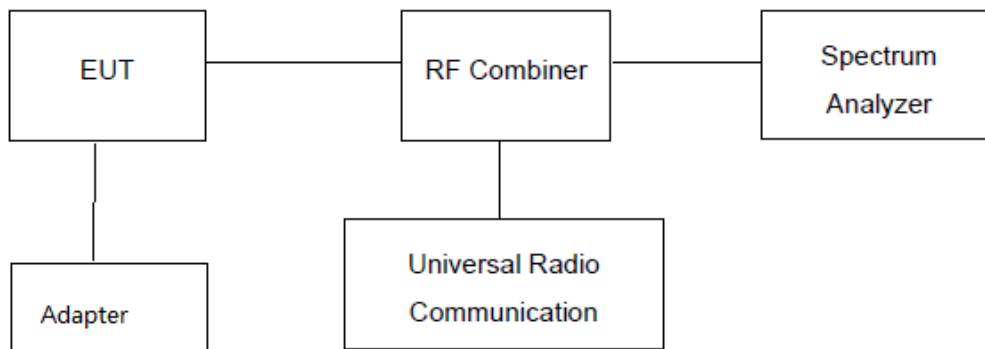 EUT
RF Combiner
Spectrum
Analyzer
Adapter
Universal Radio
Communication